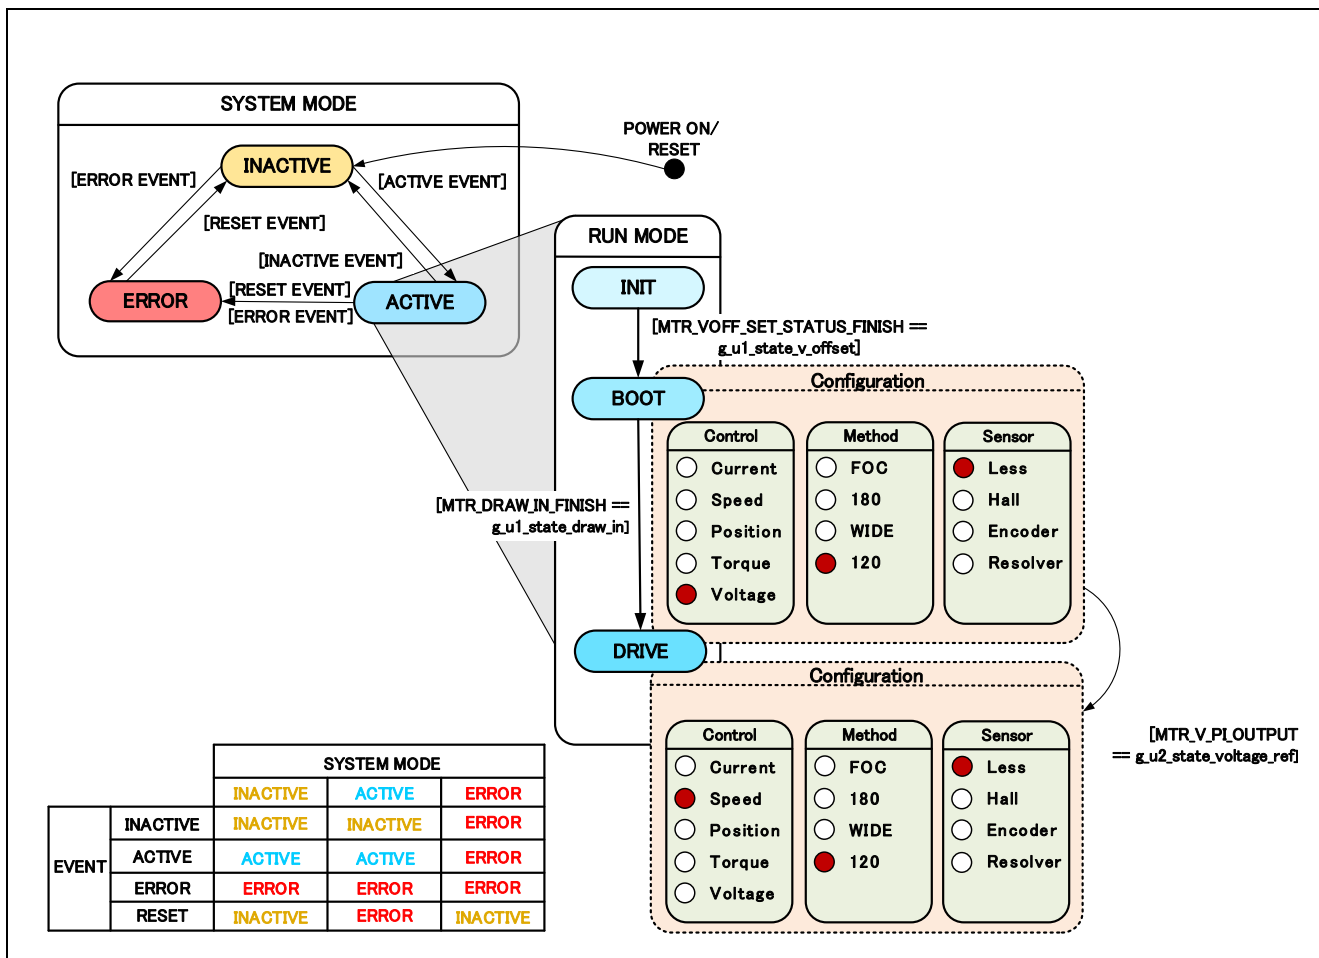 SYSTEM MODE
POWER ON/
RESET
INACTIVE
[ERROR EVENT]
[ACTIVE EVENT]
[RESET EVENT]
[INACTIVE EVENT]
[RESET EVENT]
[ERROR EVENT]
ERROR
ACTIVE
RUN MODE
INIT
[MTR_VOFF_SET_STATUS_FINISH ==
g_u1_state_v_offset]
BOOT
[MTR_DRAW_IN_FINISH ==
g_u1_state_draw_in]
DRIVE
Configuration
Control
Current
Speed
Position
Torque
Voltage
Method
FOC
180
WIDE
120
Sensor
Less
Hall
Encoder
Resolver
[MTR_V_PI_OUTPUT
== g_u2_state_voltage_ref]
Configuration
Control
Current
Speed
Position
Torque
Voltage
Method
FOC
180
WIDE
120
Sensor
Less
Hall
Encoder
Resolver
SYSTEM MODE
INACTIVE ACTIVE ERROR
EVENT
INACTIVE INACTIVE INACTIVE ERROR
ACTIVE ACTIVE ACTIVE ERROR
ERROR ERROR ERROR ERROR
RESET INACTIVE ERROR INACTIVE